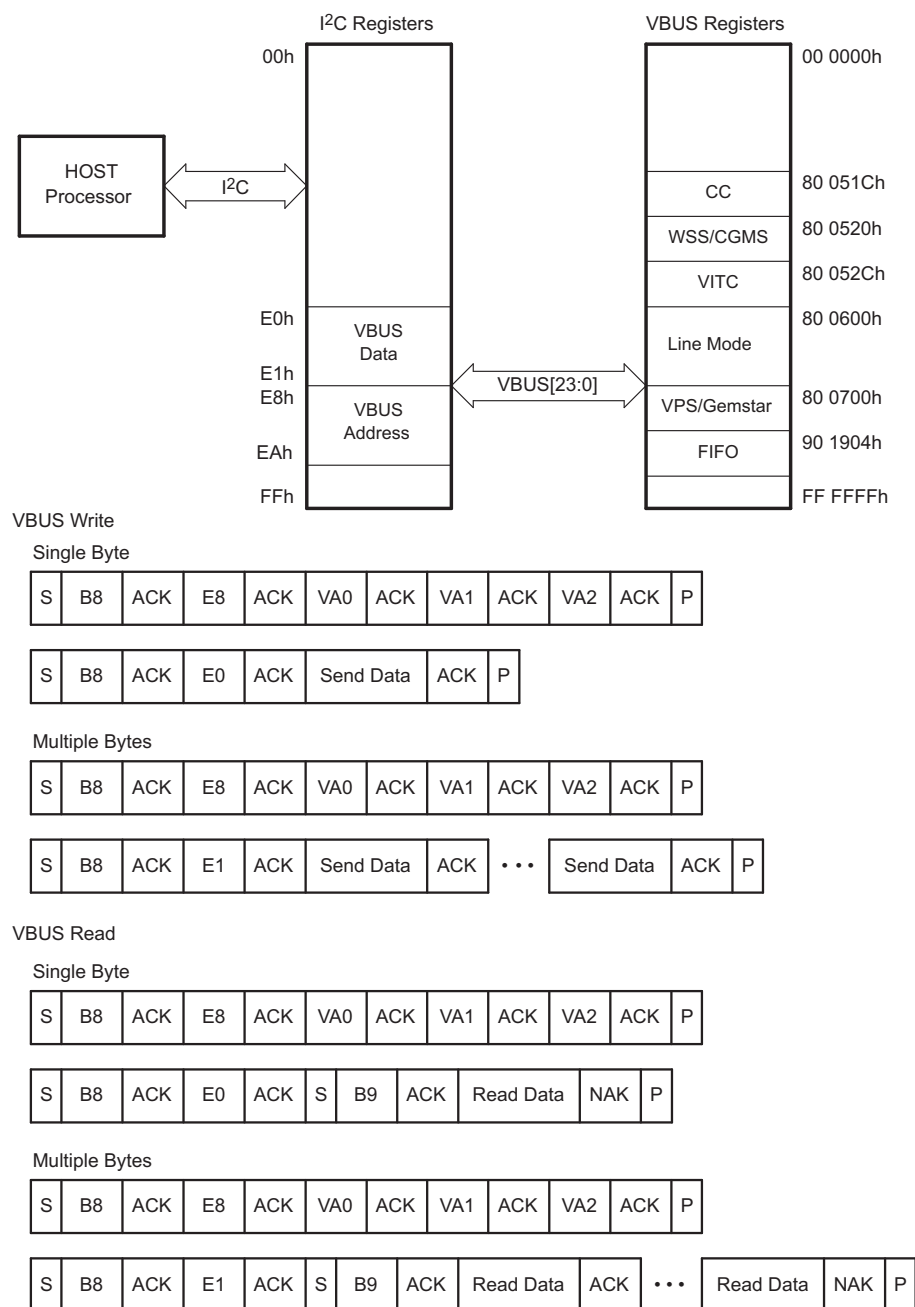 I²C Registers
VBUS Registers
00h
00 0000h
HOST
Processor
I²C
CC
80 051Ch
WSS/CGMS
80 0520h
VITC
80 052Ch
E0h
VBUS
Data
E1h
Line Mode
80 0600h
VBUS[23:0]
E8h
VBUS
Address
EAh
VPS/Gemstar
80 0700h
FIFO
90 1904h
FFh
FF FFFFh
VBUS Write
Single Byte
S B8 ACK E8 ACK VA0 ACK VA1 ACK VA2 ACK P
S B8 ACK E0 ACK Send Data ACK P
Multiple Bytes
S B8 ACK E8 ACK VA0 ACK VA1 ACK VA2 ACK P
S B8 ACK E1 ACK Send Data ACK • • • Send Data ACK P
VBUS Read
Single Byte
S B8 ACK E8 ACK VA0 ACK VA1 ACK VA2 ACK P
S B8 ACK E0 ACK S B9 ACK Read Data NAK P
Multiple Bytes
S B8 ACK E8 ACK VA0 ACK VA1 ACK VA2 ACK P
S B8 ACK E1 ACK S B9 ACK Read Data ACK • • • Read Data NAK P